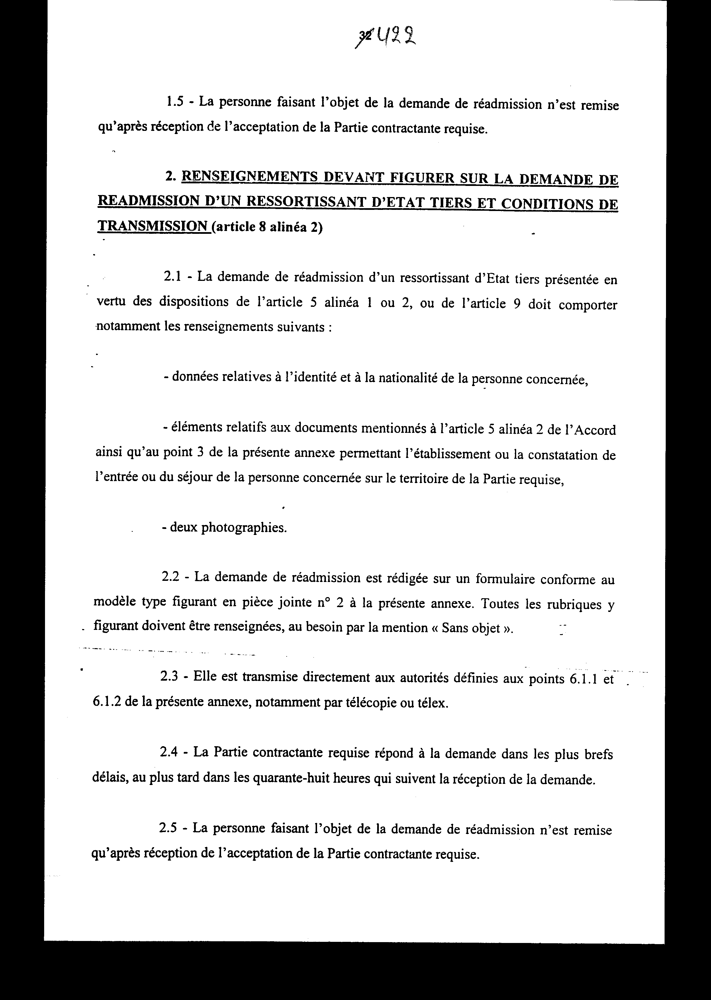 32 422
1.5 - La personne faisant l’objet de la demande de réadmission n’est remise
qu’après réception de l’acceptation de la Partie contractante requise.
2. RENSEIGNEMENTS DEVANT FIGURER SUR LA DEMANDE DE
READMISSION D’UN RESSORTISSANT D’ETAT TIERS ET CONDITIONS DE
TRANSMISSION (article 8 alinéa 2)
2.1 - La demande de réadmission d’un ressortissant d’Etat tiers présentée en
vertu des dispositions de l’article 5 alinéa 1 ou 2, ou de l’article 9 doit comporter
notamment les renseignements suivants :
- données relatives à l’identité et à la nationalité de la personne concernée,
- éléments relatifs aux documents mentionnés à l’article 5 alinéa 2 de l’Accord
ainsi qu’au point 3 de la présente annexe permettant l’établissement ou la constatation de
l’entrée ou du séjour de la personne concernée sur le territoire de la Partie requise,
- deux photographies.
2.2 - La demande de réadmission est rédigée sur un formulaire conforme au
modèle type figurant en pièce jointe n° 2 à la présente annexe. Toutes les rubriques y
figurant doivent être renseignées, au besoin par la mention « Sans objet ».
2.3 - Elle est transmise directement aux autorités définies aux points 6.1.1 et
6.1.2 de la présente annexe, notamment par télécopie ou télex.
2.4 - La Partie contractante requise répond à la demande dans les plus brefs
délais, au plus tard dans les quarante-huit heures qui suivent la réception de la demande.
2.5 - La personne faisant l’objet de la demande de réadmission n’est remise
qu’après réception de l’acceptation de la Partie contractante requise.